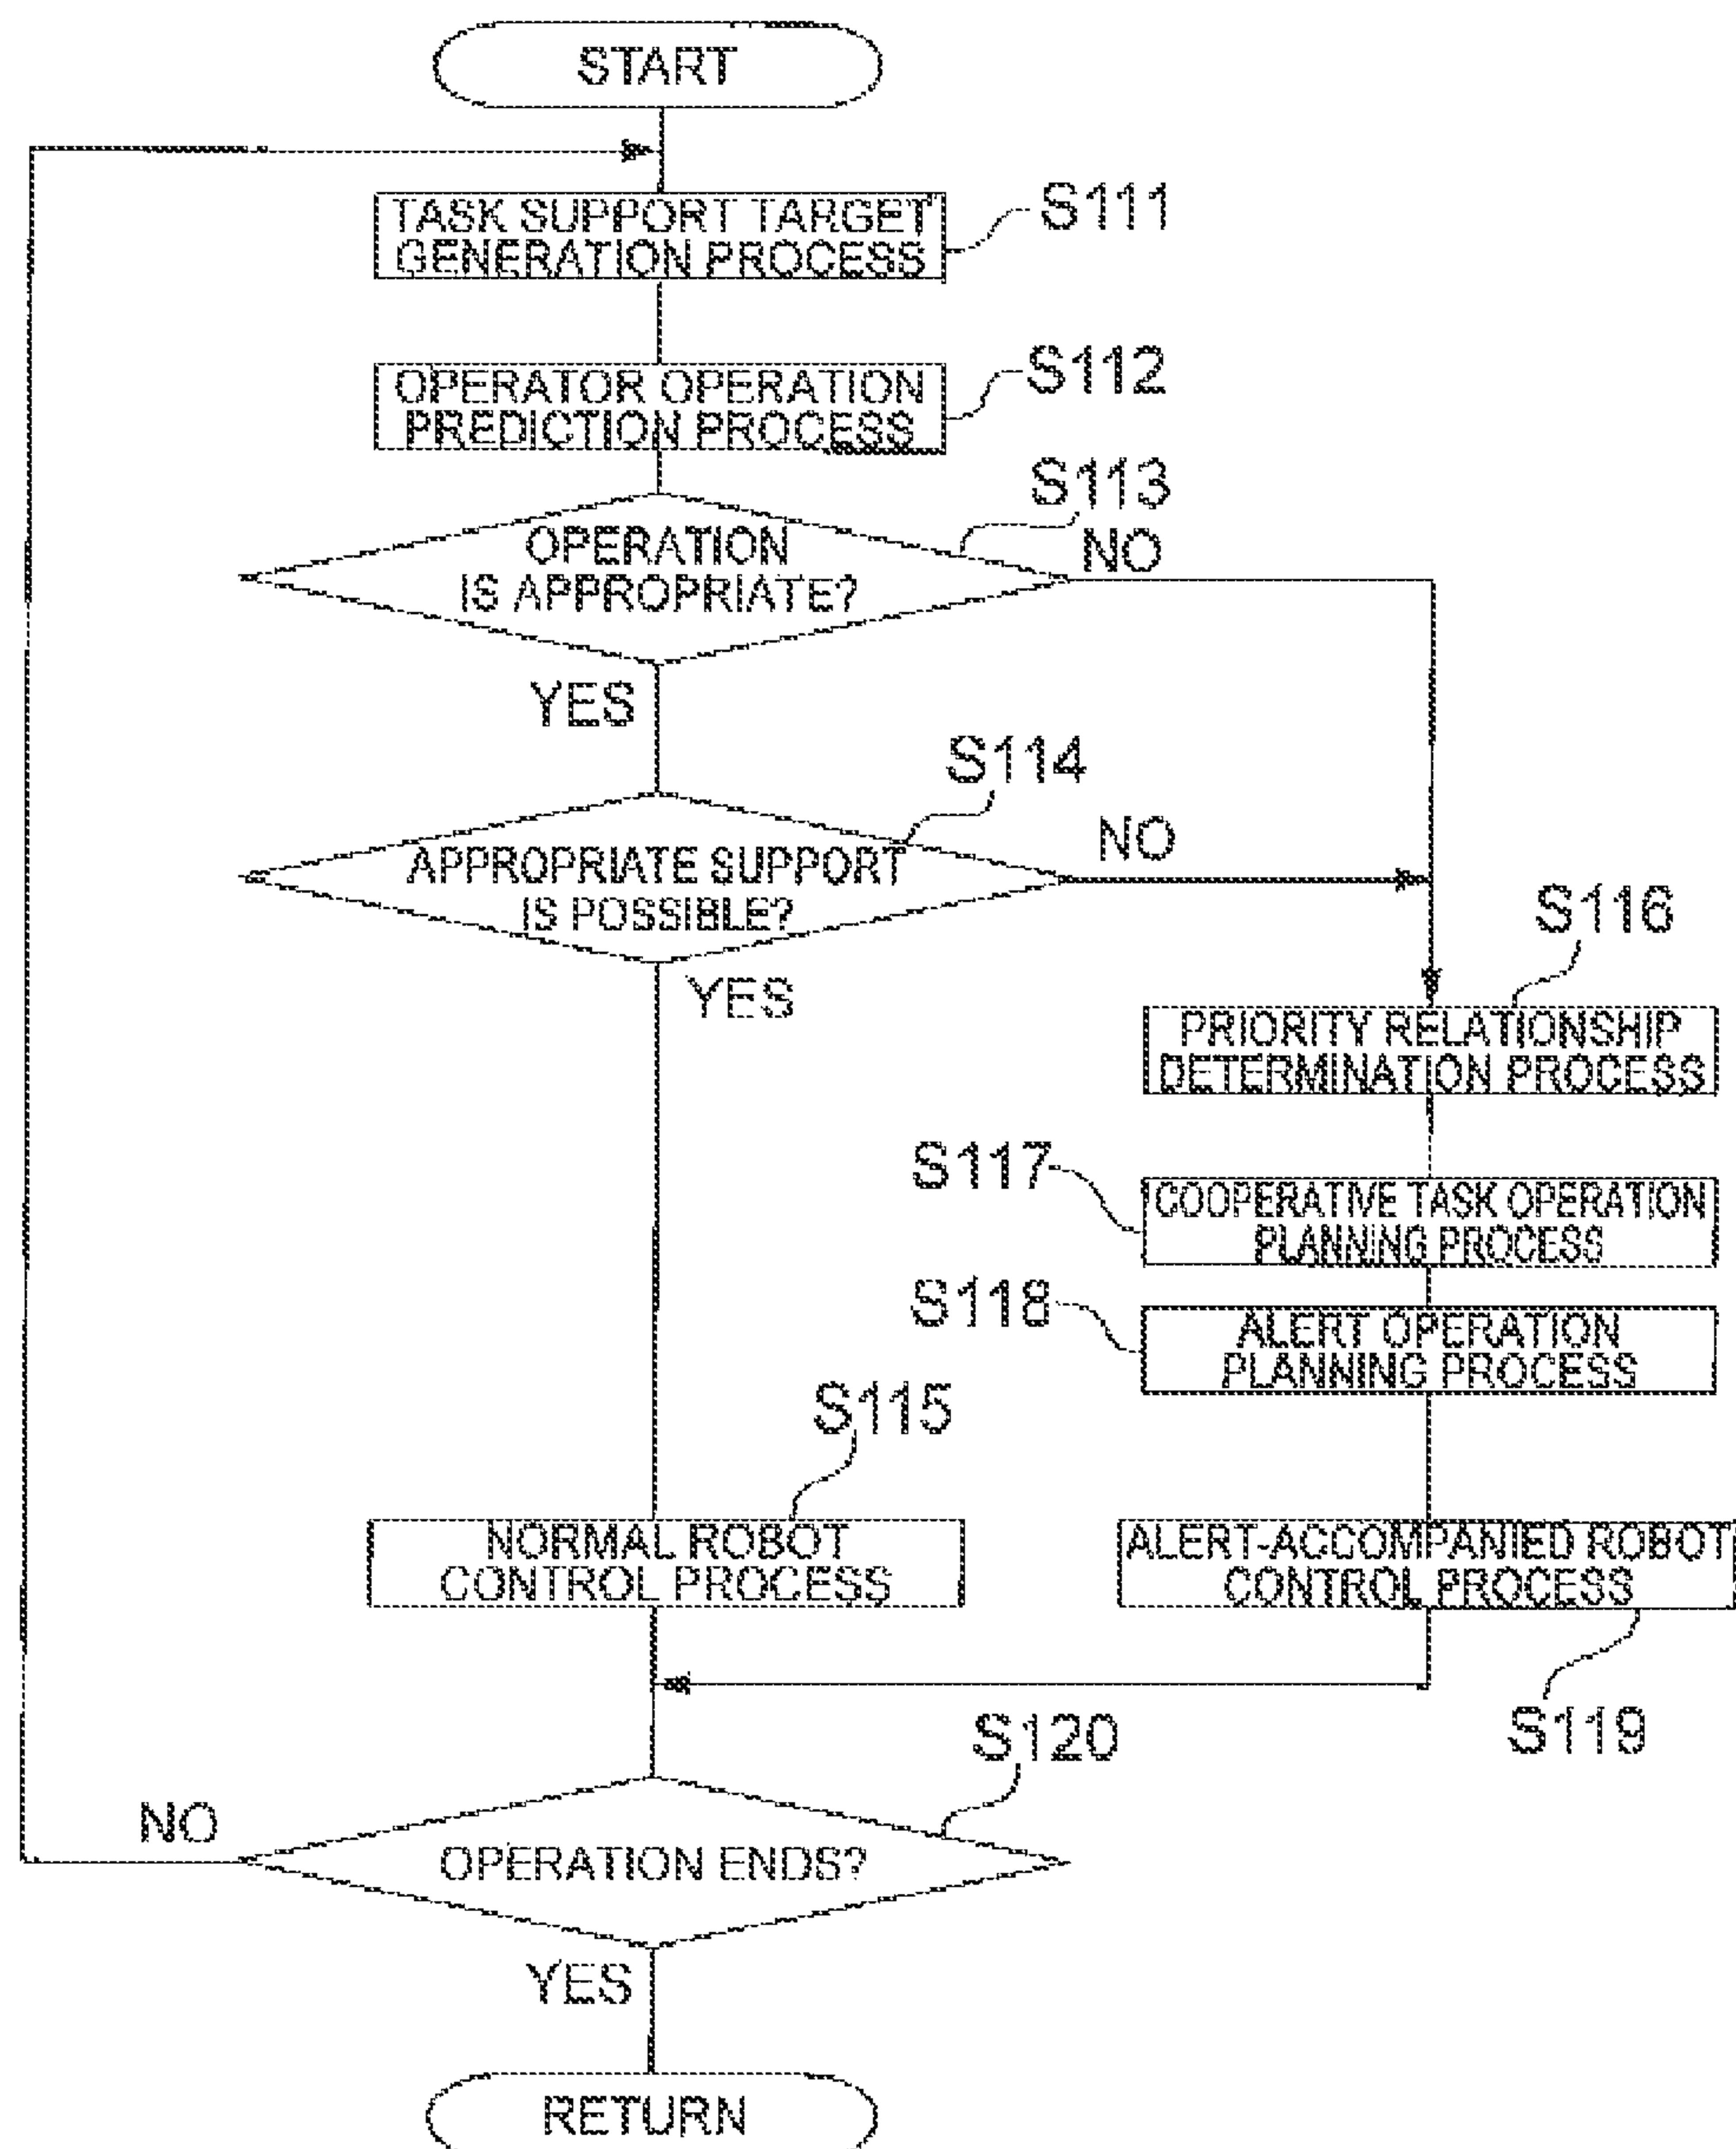 START
TASK SUPPORT TARGET
GENERATION PROCESS
S111
OPERATOR OPERATION
PREDICTION PROCESS
S112
S113
OPERATION
IS APPROPRIATE?
NO
YES
S114
APPROPRIATE SUPPORT
IS POSSIBLE?
NO
YES
S116
PRIORITY RELATIONSHIP
DETERMINATION PROCESS
S117
COOPERATIVE TASK OPERATION
PLANNING PROCESS
S118
ALERT OPERATION
PLANNING PROCESS
S115
NORMAL ROBOT
CONTROL PROCESS
ALERT-ACCOMPANIED ROBOT
CONTROL PROCESS
S119
S120
OPERATION ENDS?
NO
YES
RETURN